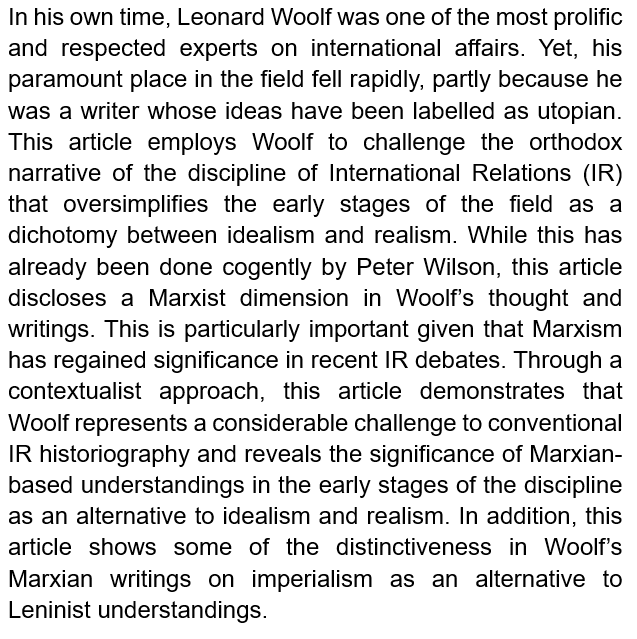 In his own time, Leonard Woolf was one of the most prolific
and respected experts on international affairs. Yet, his
paramount place in the field fell rapidly, partly because he
was a writer whose ideas have been labelled as utopian.
This article employs Woolf to challenge the orthodox
narrative of the discipline of International Relations (IR)
that oversimplifies the early stages of the field as a
dichotomy between idealism and realism. While this has
already been done cogently by Peter Wilson, this article
discloses a Marxist dimension in Woolf’s thought and
writings. This is particularly important given that Marxism
has regained significance in recent IR debates. Through a
contextualist approach, this article demonstrates that
Woolf represents a considerable challenge to conventional
IR historiography and reveals the significance of Marxian-
based understandings in the early stages of the discipline
as an alternative to idealism and realism. In addition, this
article shows some of the distinctiveness in Woolf’s
Marxian writings on imperialism as an alternative to
Leninist understandings.